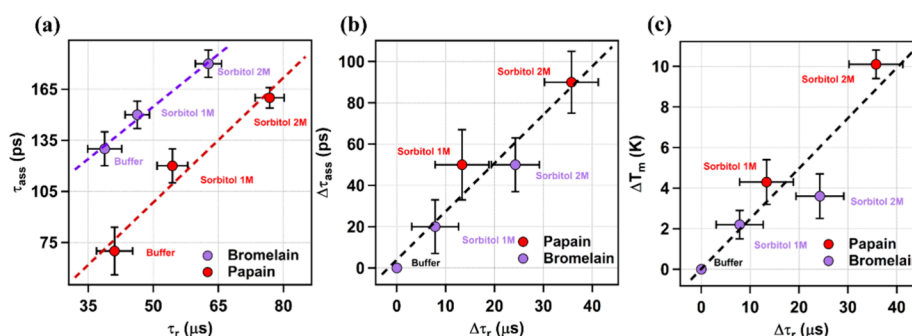 (a)
165
135
105
75
τass (ps)
Sorbitol 2M
Sorbitol 1M
Buffer
Sorbitol 2M
Sorbitol 1M
Buffer
Bromelain
Papain
35 50 65 80
τr (μs)
(b)
100
80
60
40
20
0
Δτass (ps)
Sorbitol 2M
Sorbitol 1M
Sorbitol 2M
Sorbitol 1M
Buffer
Papain
Bromelain
0 10 20 30 40
Δτr (μs)
(c)
10
8
6
4
2
0
ΔTm (K)
Sorbitol 2M
Sorbitol 1M
Sorbitol 2M
Sorbitol 1M
Buffer
Papain
Bromelain
0 10 20 30 40
Δτr (μs)